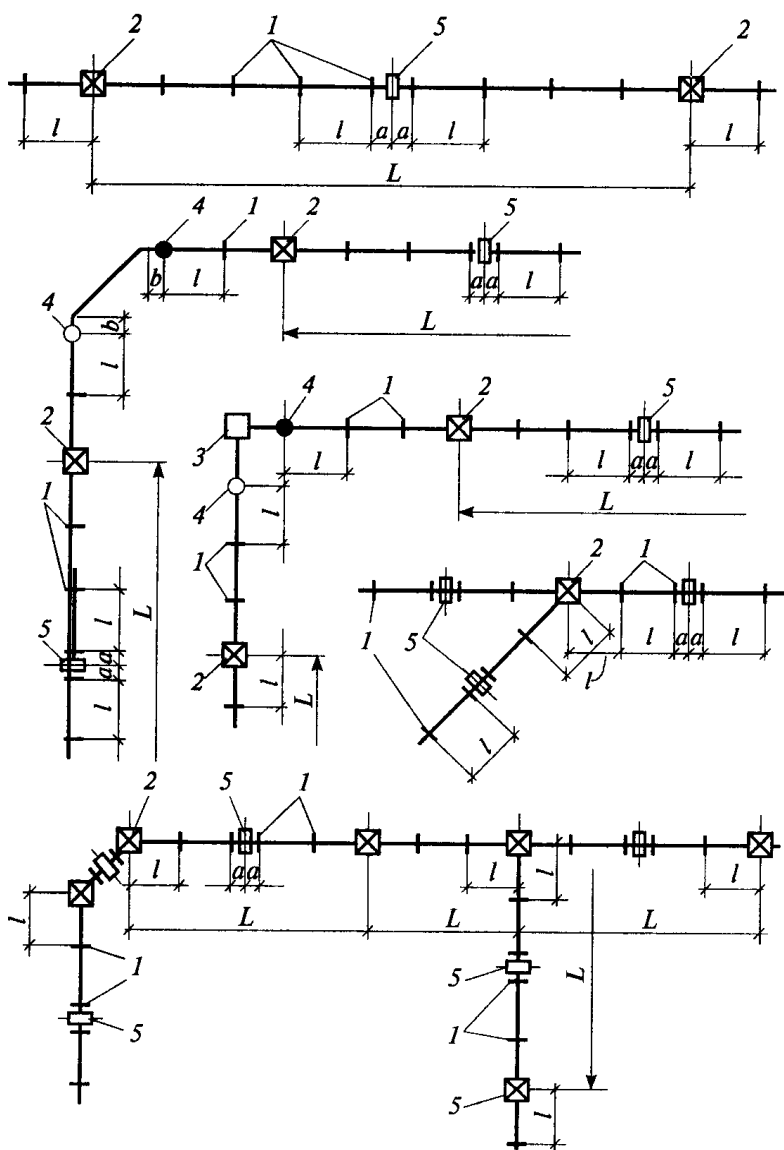 2 1 5 2
l l a a l l
L
4 1 2 5
b l a a l
4 b L
l
2
4 1 2 5
3
l l a a l
4 l L
1
1
l
L
5 a a
l
2 l
L
2 1
1 5 l l a a l
l
l
2 5 1
l a a l l l
l L L L
1 5
5 1 L
5 l